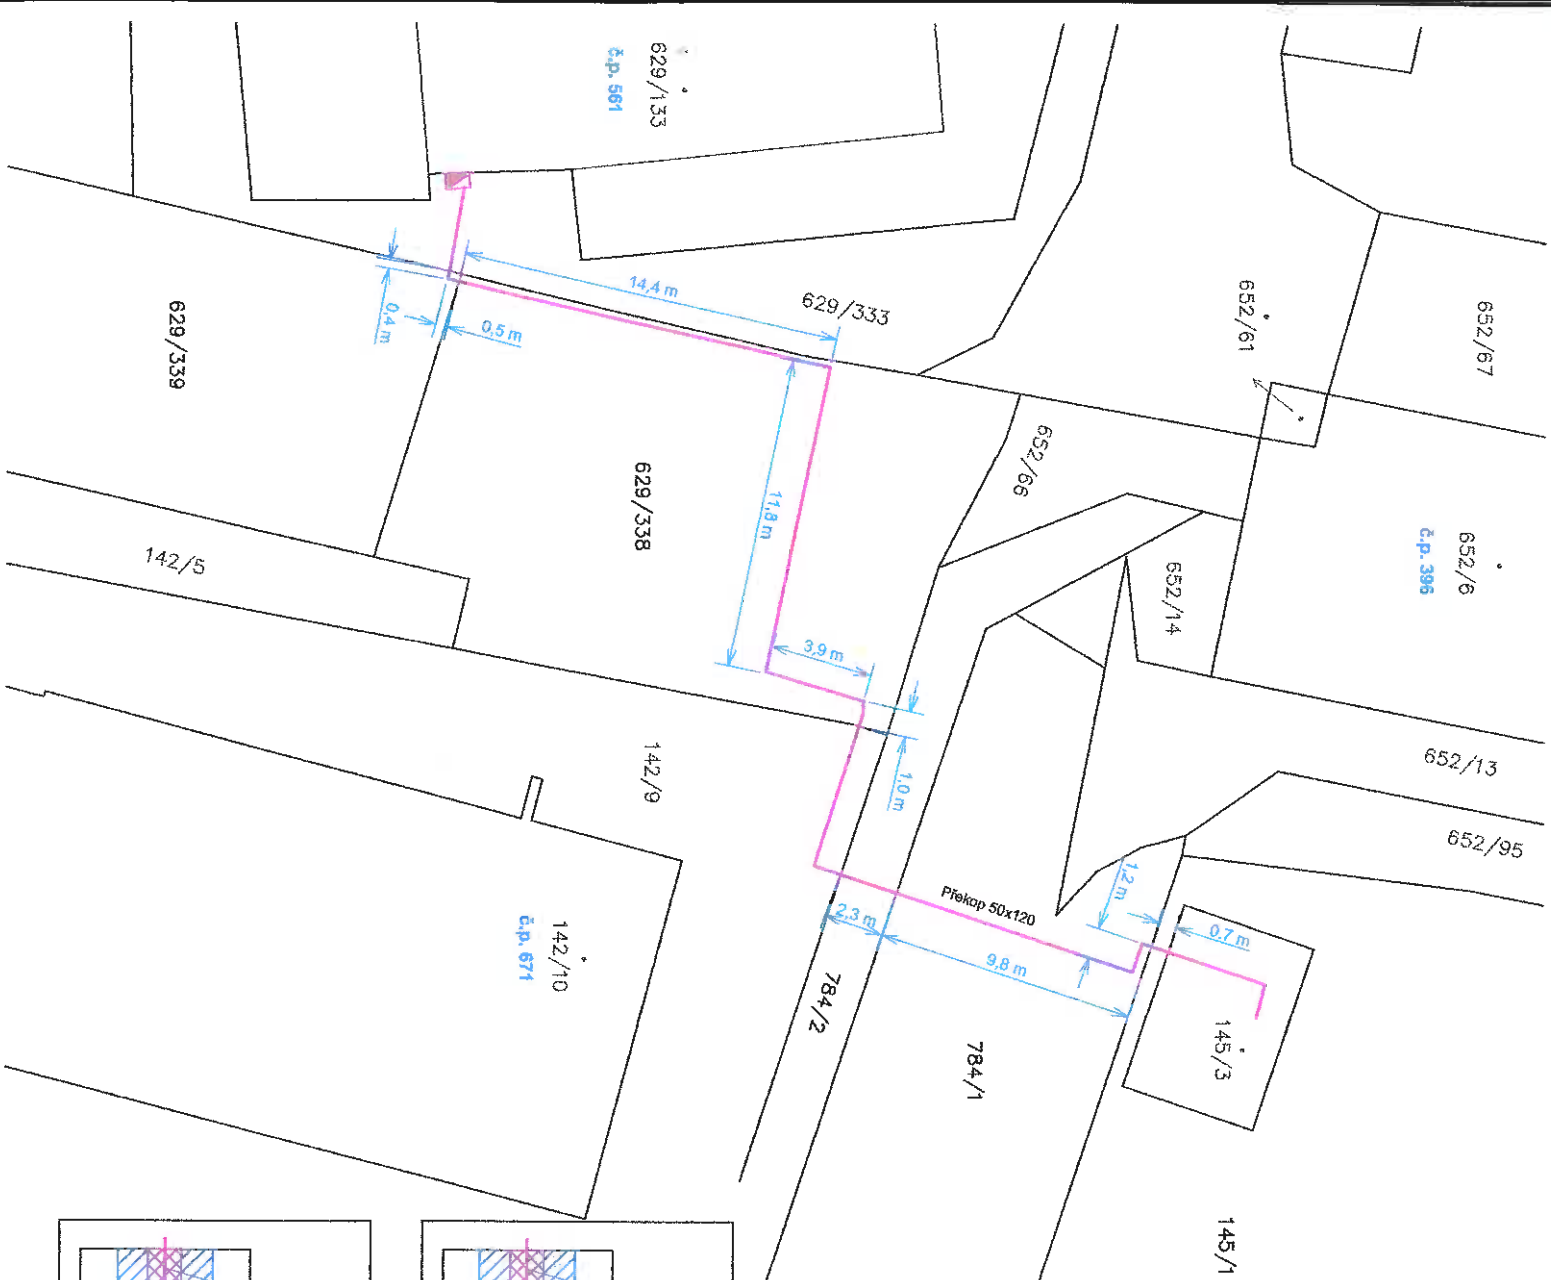 629/133
č.p. 561
14,4 m
629/333
652/61
652/67
629/339
0,4 m
0,5 m
652/66
11,8 m
629/338
652/6
č.p. 396
652/14
142/5
3,9 m
142/9
1,0 m
652/13
652/95
1,2 m
Překop 50x120
2,3 m
0,7 m
9,8 m
142/10
č.p. 671
784/2
784/1
145/3
145/1